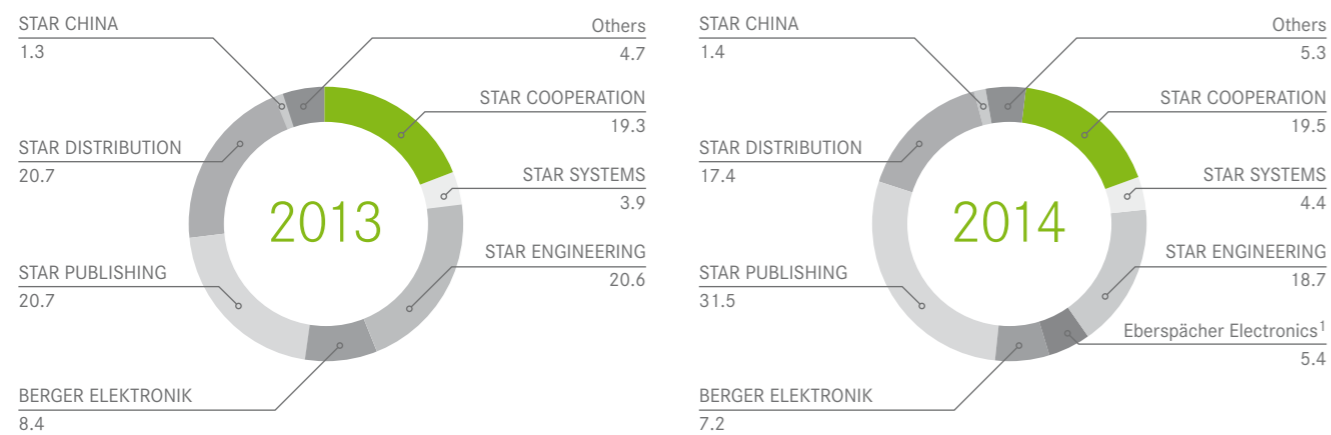 STAR CHINA
1.3
Others
4.7
STAR COOPERATION
19.3
STAR DISTRIBUTION
20.7
STAR SYSTEMS
3.9
2013
STAR ENGINEERING
20.6
STAR PUBLISHING
20.7
BERGER ELEKTRONIK
8.4
STAR CHINA
1.4
Others
5.3
STAR COOPERATION
19.5
STAR DISTRIBUTION
17.4
STAR SYSTEMS
4.4
2014
STAR ENGINEERING
18.7
STAR PUBLISHING
31.5
Eberspächer Electronics¹
5.4
BERGER ELEKTRONIK
7.2